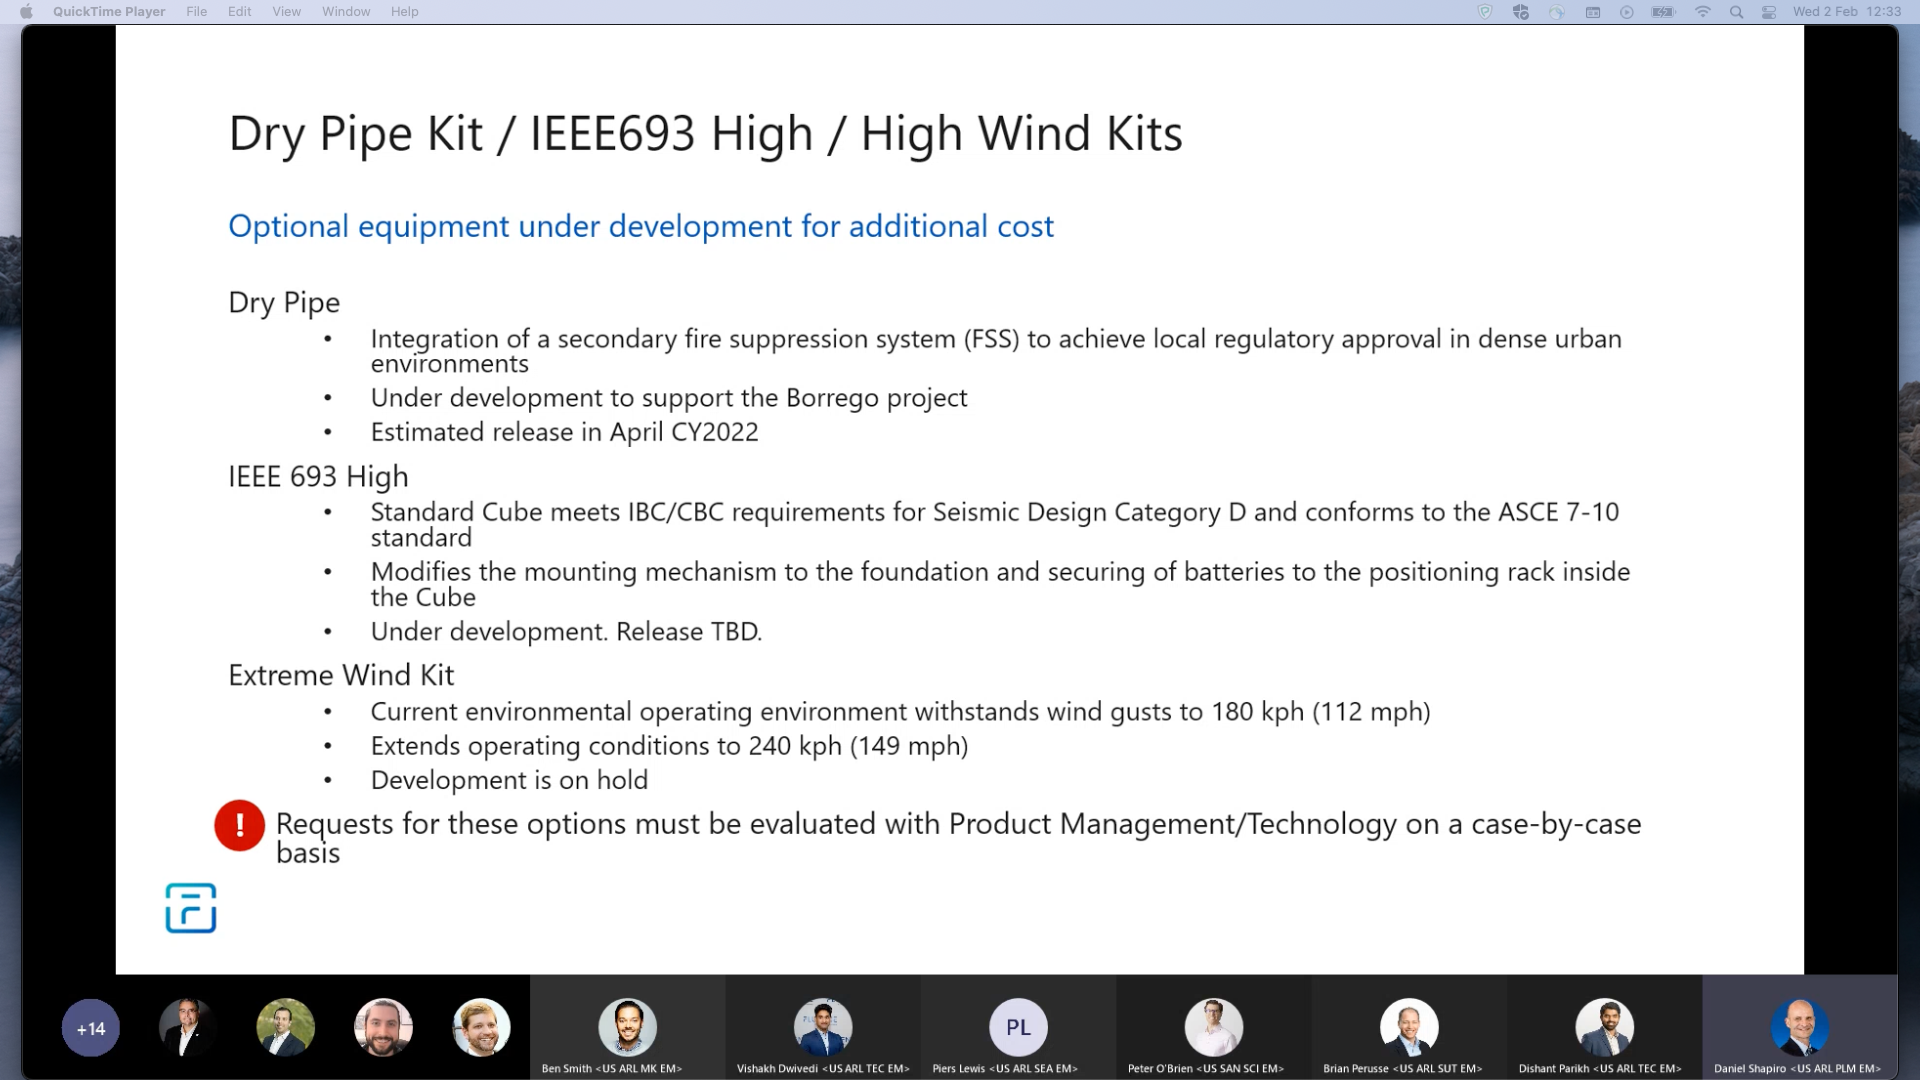 QuickTime Player File Edit View Window Help Wed 2 Feb 12:33
Dry Pipe Kit / IEEE693 High / High Wind Kits
Optional equipment under development for additional cost
Dry Pipe
• Integration of a secondary fire suppression system (FSS) to achieve local regulatory approval in dense urban
environments
• Under development to support the Borrego project
• Estimated release in April CY2022
IEEE 693 High
• Standard Cube meets IBC/CBC requirements for Seismic Design Category D and conforms to the ASCE 7-10
standard
• Modifies the mounting mechanism to the foundation and securing of batteries to the positioning rack inside
the Cube
• Under development. Release TBD.
Extreme Wind Kit
• Current environmental operating environment withstands wind gusts to 180 kph (112 mph)
• Extends operating conditions to 240 kph (149 mph)
• Development is on hold
! Requests for these options must be evaluated with Product Management/Technology on a case-by-case
basis
+14 PL
Ben Smith <US ARL MK EM> Vishakh Dwivedi <US ARL TEC EM> Piers Lewis <US ARL SEA EM> Peter O'Brien <US SAN SCI EM> Brian Perusse <US ARL SUT EM> Dishant Parikh <US ARL TEC EM> Daniel Shapiro <US ARL PLM EM>